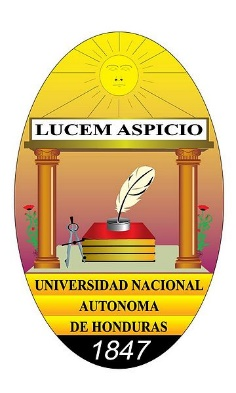 LUCEM ASPICIO
UNIVERSIDAD NACIONAL
AUTONOMA
DE HONDURAS
1847